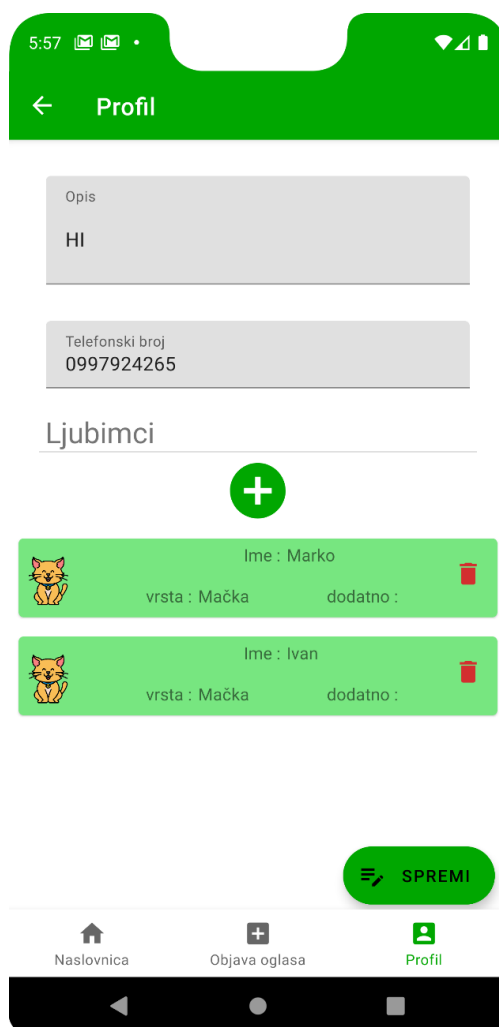 5:57
Profil
Opis
HI
Telefonski broj
0997924265
Ljubimci
Ime : Marko
vrsta : Mačka dodatno :
Ime : Ivan
vrsta : Mačka dodatno :
SPREMI
Naslovnica Objava oglasa Profil